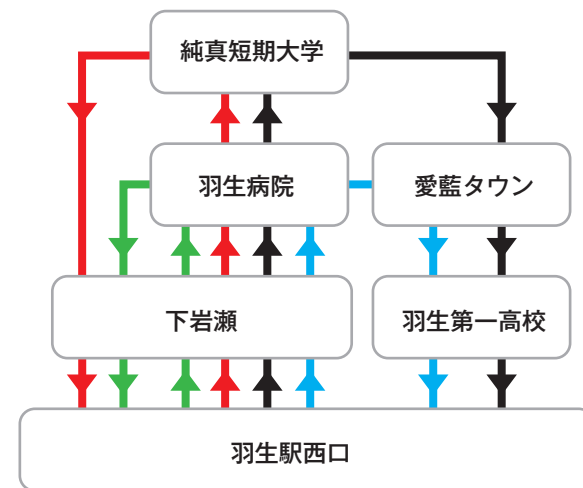 純真短期大学
羽生病院
愛藍タウン
下岩瀬
羽生第一高校
羽生駅西口